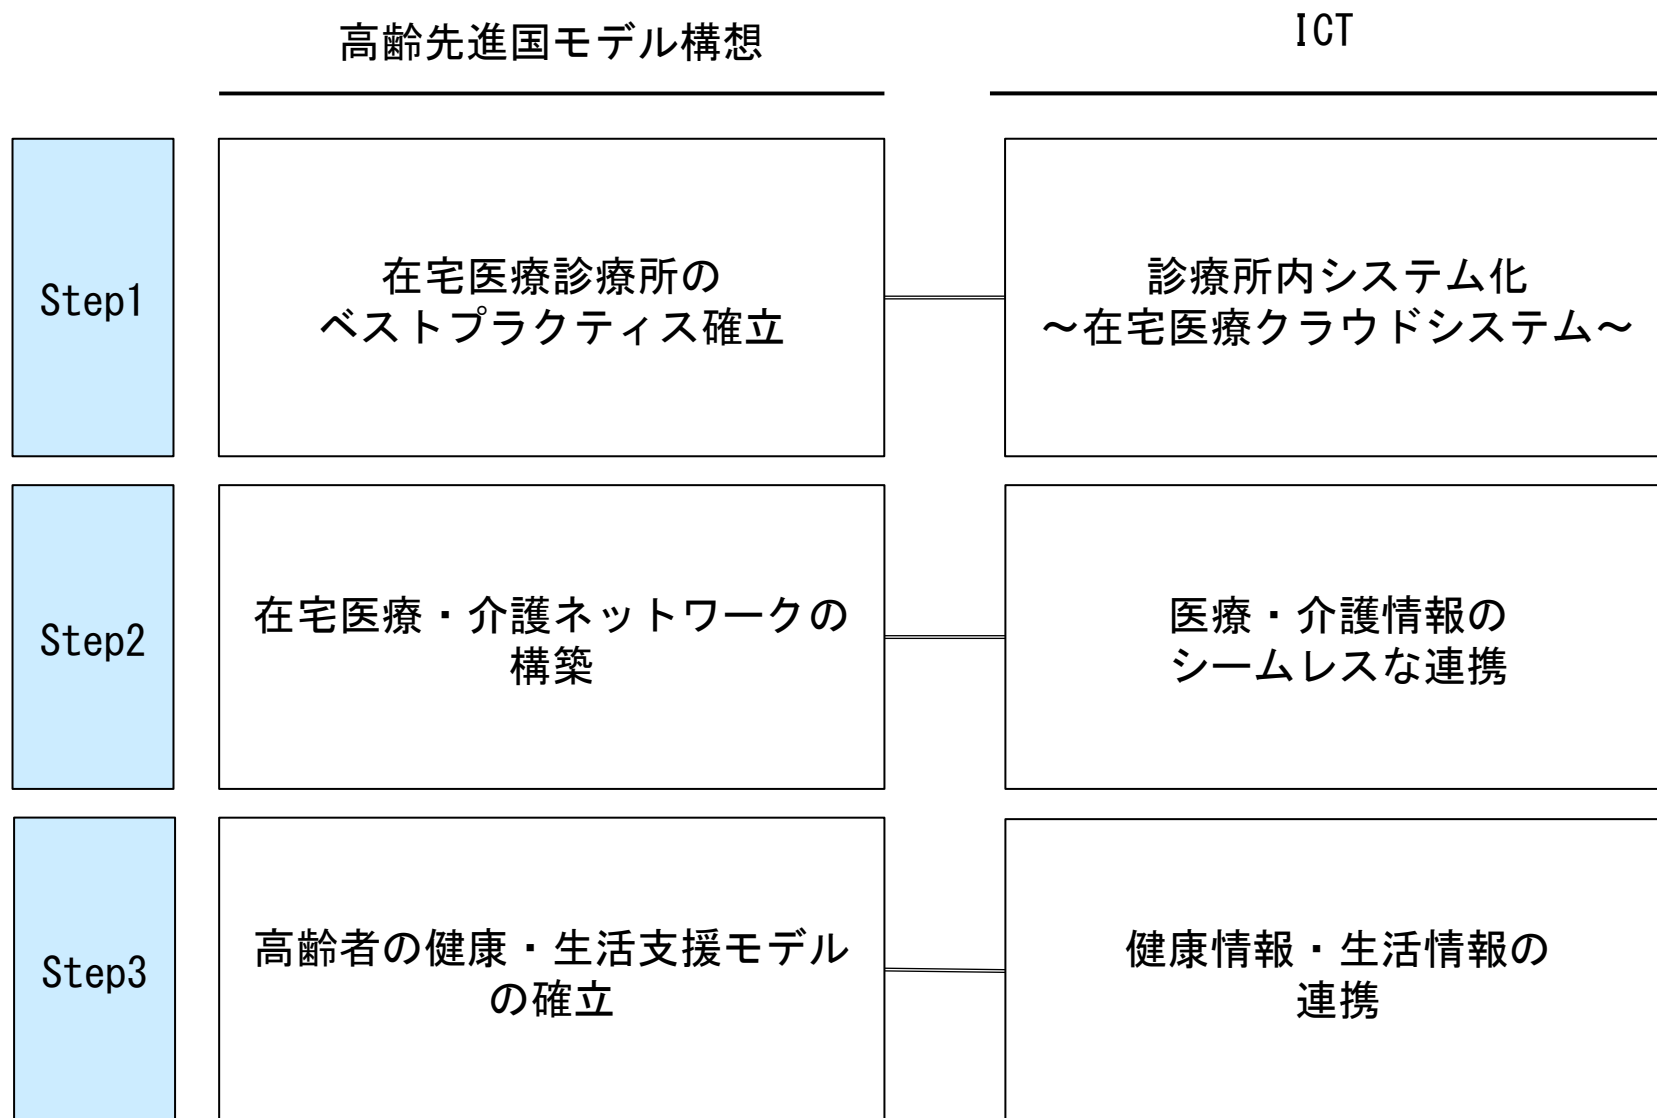 高齢先進国モデル構想
ICT
Step1
在宅医療診療所の
ベストプラクティス確立
診療所内システム化
～在宅医療クラウドシステム～
Step2
在宅医療・介護ネットワークの
構築
医療・介護情報の
シームレスな連携
Step3
高齢者の健康・生活支援モデル
の確立
健康情報・生活情報の
連携